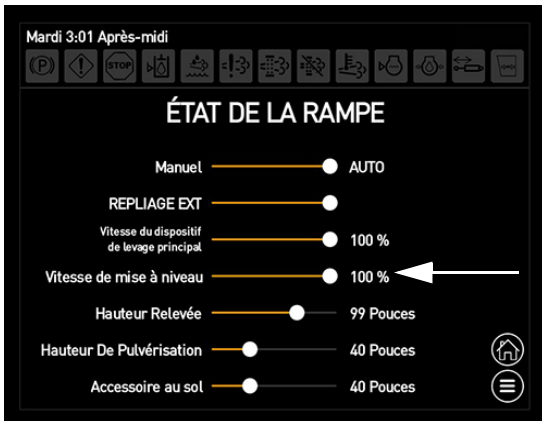 Mardi 3:01 Après-midi
(P) STOP
ÉTAT DE LA RAMPE
Manuel AUTO
REPLIAGE EXT
Vitesse du dispositif
de levage principal 100 %
Vitesse de mise à niveau 100 %
Hauteur Relevée 99 Pouces
Hauteur De Pulvérisation 40 Pouces
Accessoire au sol 40 Pouces